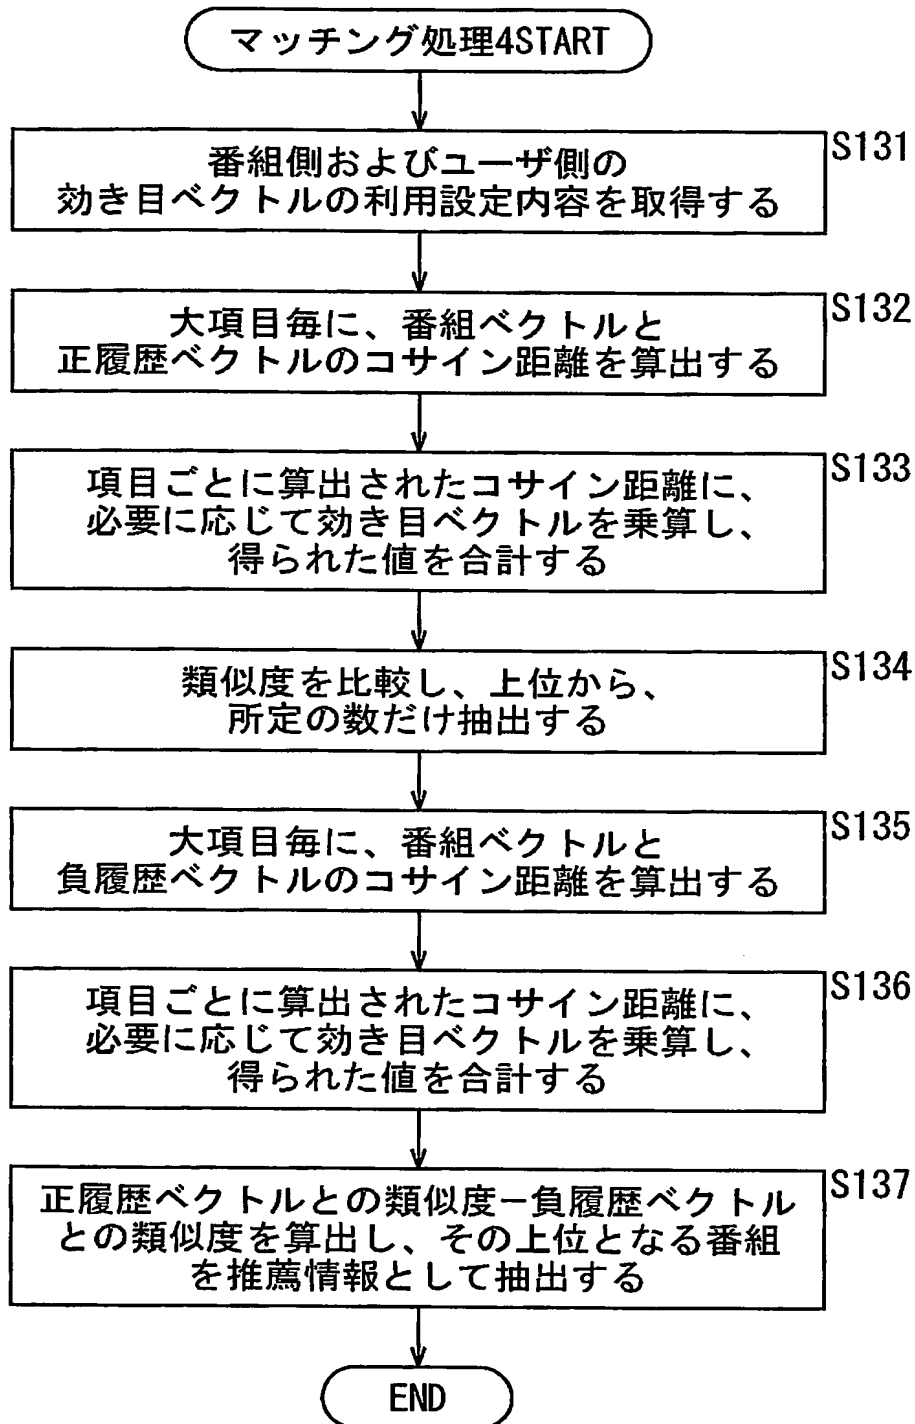 マッチング処理4START
S131
番組側およびユーザ側の
効き目ベクトルの利用設定内容を取得する
S132
大項目毎に、番組ベクトルと
正履歴ベクトルのコサイン距離を算出する
S133
項目ごとに算出されたコサイン距離に、
必要に応じて効き目ベクトルを乗算し、
得られた値を合計する
S134
類似度を比較し、上位から、
所定の数だけ抽出する
S135
大項目毎に、番組ベクトルと
負履歴ベクトルのコサイン距離を算出する
S136
項目ごとに算出されたコサイン距離に、
必要に応じて効き目ベクトルを乗算し、
得られた値を合計する
S137
正履歴ベクトルとの類似度−負履歴ベクトル
との類似度を算出し、その上位となる番組
を推薦情報として抽出する
END